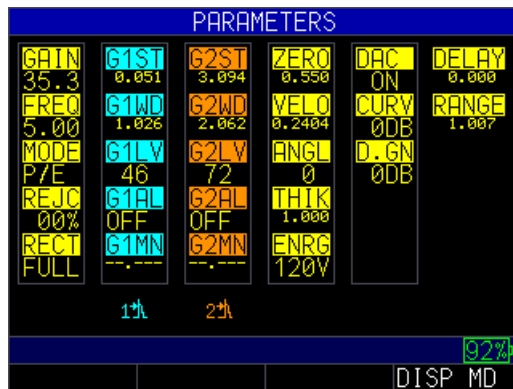 PARAMETERS
GAIN G1ST G2ST ZERO DAC DELAY
35.3 0.051 3.094 0.550 ON 0.000
FREQ G1WD G2WD VELO CURV RANGE
5.00 1.026 2.062 0.2404 0DB 1.007
MODE G1LV G2LV ANGL D.GN
P/E 46 72 0 0DB
REJC G1AL G2AL THIK
00% OFF OFF 1.000
RECT G1MN G2MN ENRG
FULL --.--- --.--- 120V
1 2
92%
DISP MD